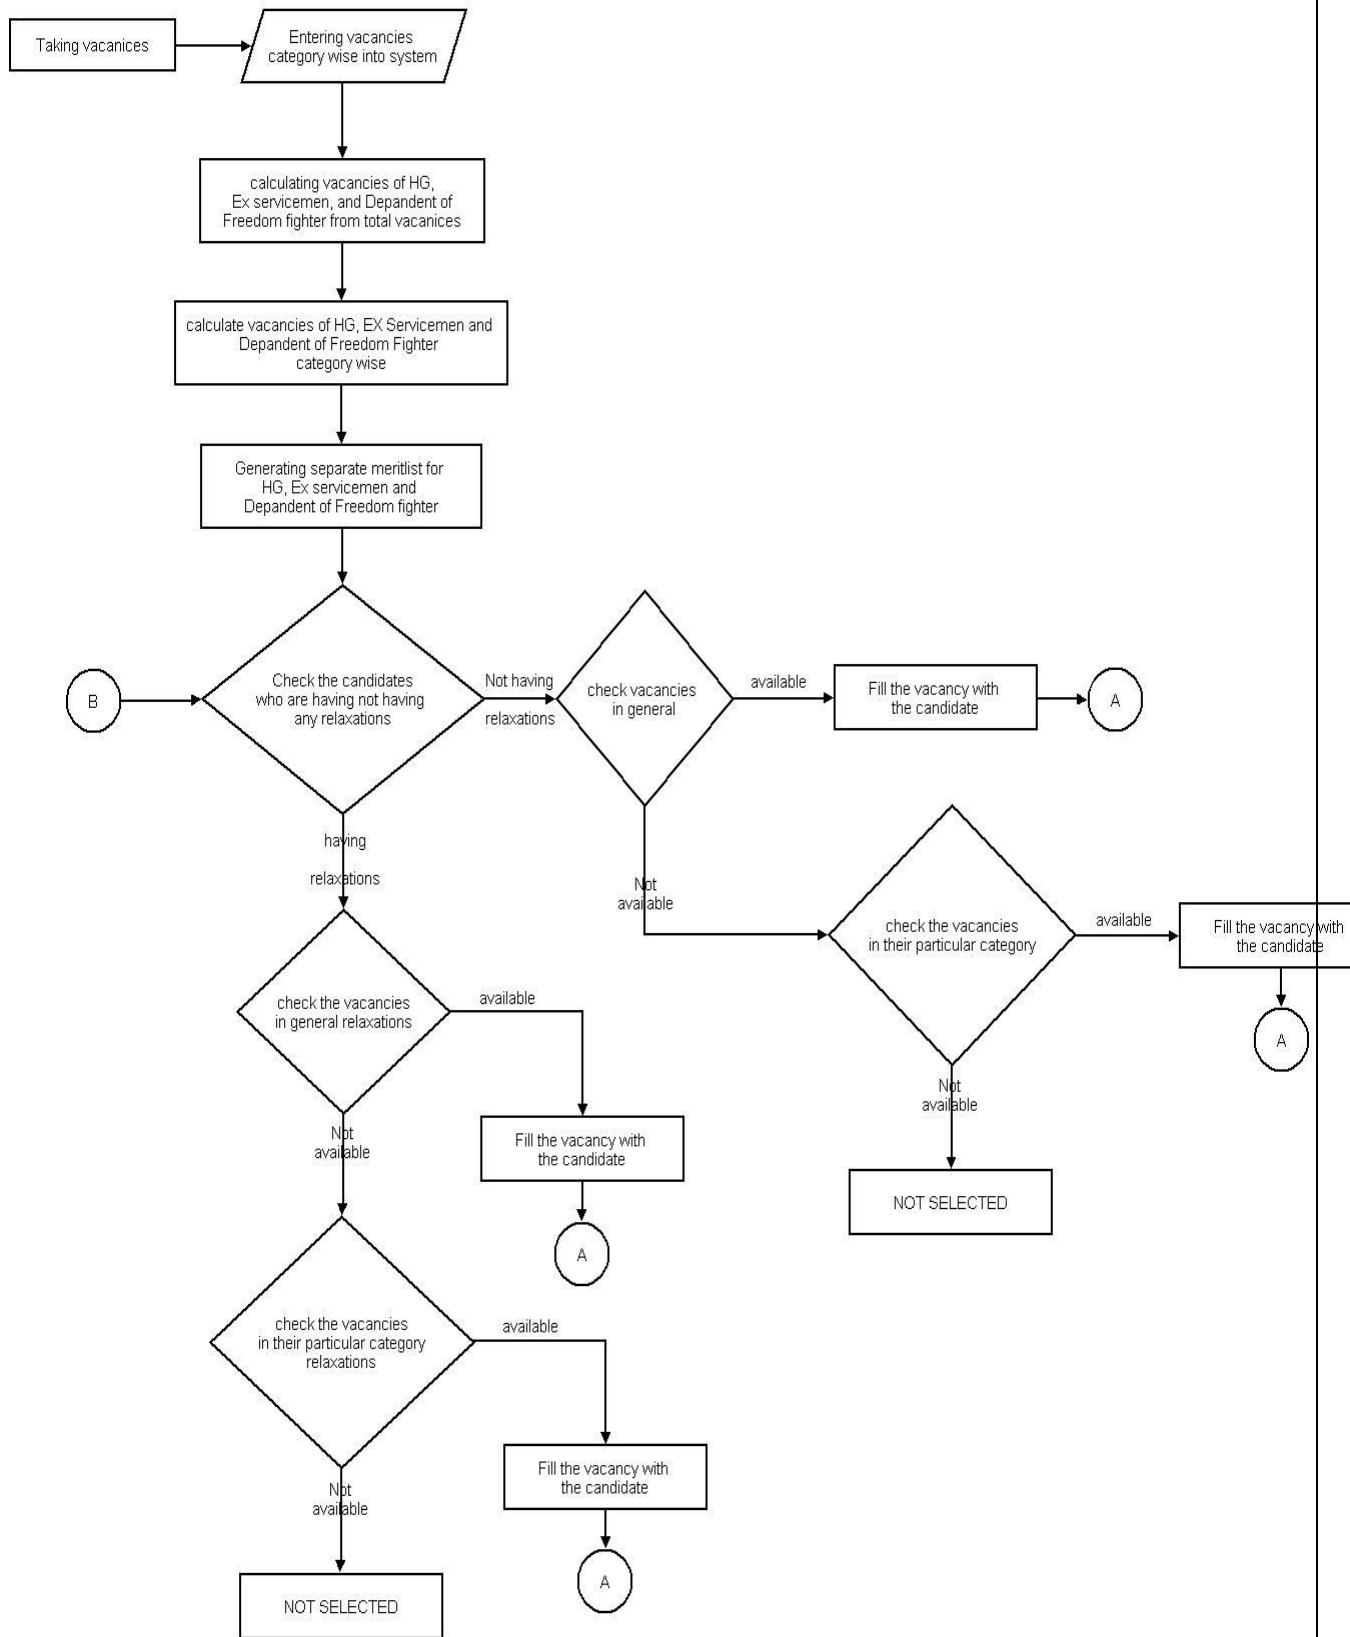 Taking vacanices
Entering vacancies
category wise into system
calculating vacancies of HG,
Ex servicemen, and Depandent of
Freedom fighter from total vacanices
calculate vacancies of HG, EX Servicemen and
Depandent of Freedom Fighter
category wise
Generating separate meritlist for
HG, Ex servicemen and
Depandent of Freedom fighter
B
Check the candidates
who are having not having
any relaxations
Not having
relaxations
check vacancies
in general
available
Fill the vacancy with
the candidate
A
having
relaxations
Not
available
check the vacancies
in their particular category
available
Fill the vacancy with
the candidate
A
check the vacancies
in general relaxations
available
Not
available
NOT SELECTED
Fill the vacancy with
the candidate
A
Not
available
check the vacancies
in their particular category
relaxations
available
Fill the vacancy with
the candidate
A
Not
available
NOT SELECTED